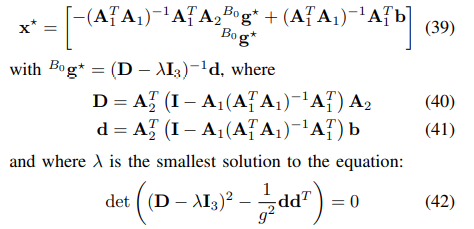 x⋆ = [−(A₁ᵀA₁)⁻¹A₁ᵀA₂ᴮ⁰g⋆ + (A₁ᵀA₁)⁻¹A₁ᵀb
ᴮ⁰g⋆] (39)
with ᴮ⁰g⋆ = (D − λI₃)⁻¹d, where
D = A₂ᵀ (I − A₁(A₁ᵀA₁)⁻¹A₁ᵀ) A₂ (40)
d = A₂ᵀ (I − A₁(A₁ᵀA₁)⁻¹A₁ᵀ) b (41)
and where λ is the smallest solution to the equation:
det ((D − λI₃)² − 1/g² ddᵀ) = 0 (42)